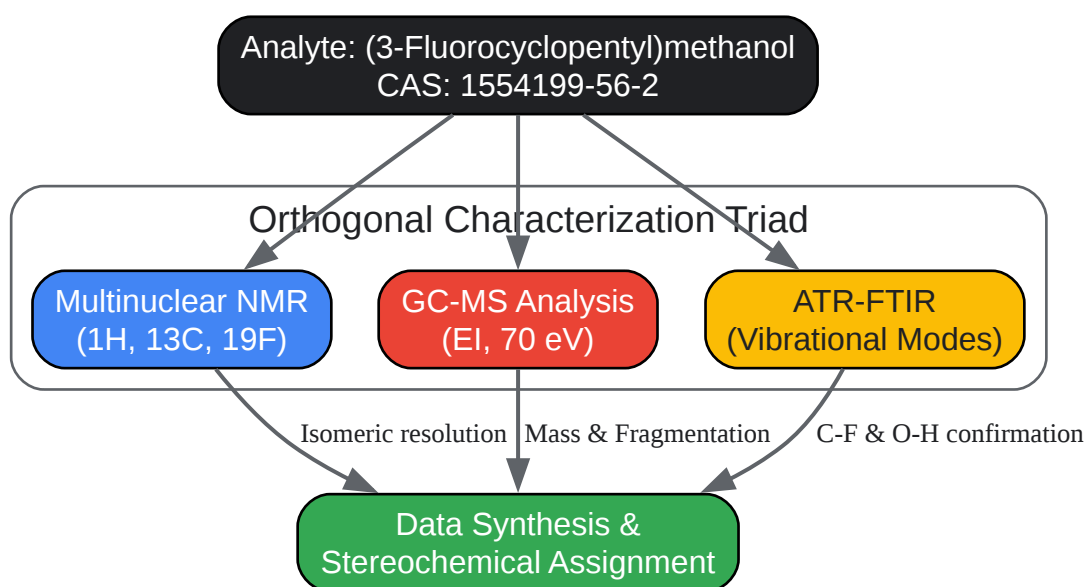 Analyte: (3-Fluorocyclopentyl)methanol
CAS: 1554199-56-2
Orthogonal Characterization Triad
Multinuclear NMR
(1H, 13C, 19F)
GC-MS Analysis
(EI, 70 eV)
ATR-FTIR
(Vibrational Modes)
Isomeric resolution
Mass & Fragmentation
C-F & O-H confirmation
Data Synthesis &
Stereochemical Assignment